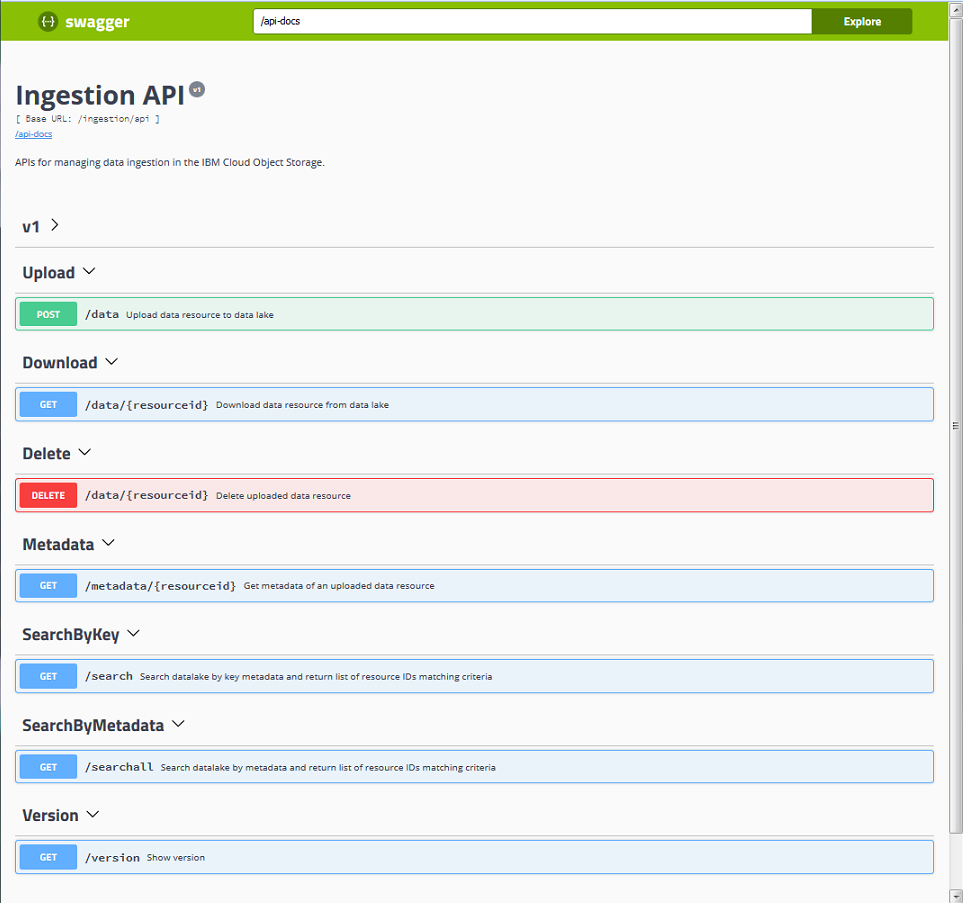 swagger /api-docs Explore
Ingestion API v1
[ Base URL: /ingestion/api ]
/api-docs
APIs for managing data ingestion in the IBM Cloud Object Storage.
v1
Upload
POST /data Upload data resource to data lake
Download
GET /data/{resourceid} Download data resource from data lake
Delete
DELETE /data/{resourceid} Delete uploaded data resource
Metadata
GET /metadata/{resourceid} Get metadata of an uploaded data resource
SearchByKey
GET /search Search datalake by key metadata and return list of resource IDs matching criteria
SearchByMetadata
GET /searchall Search datalake by metadata and return list of resource IDs matching criteria
Version
GET /version Show version